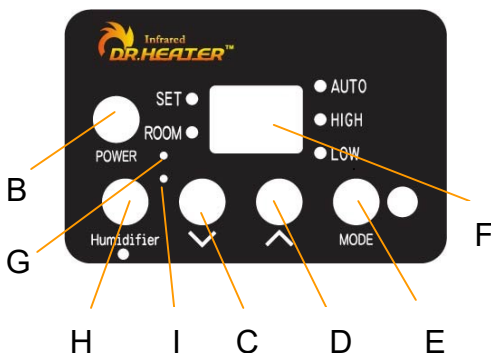 Infrared
DR.HEATER™
SET
AUTO
HIGH
ROOM
LOW
POWER
B
F
G
Humidifier
MODE
H I C D E